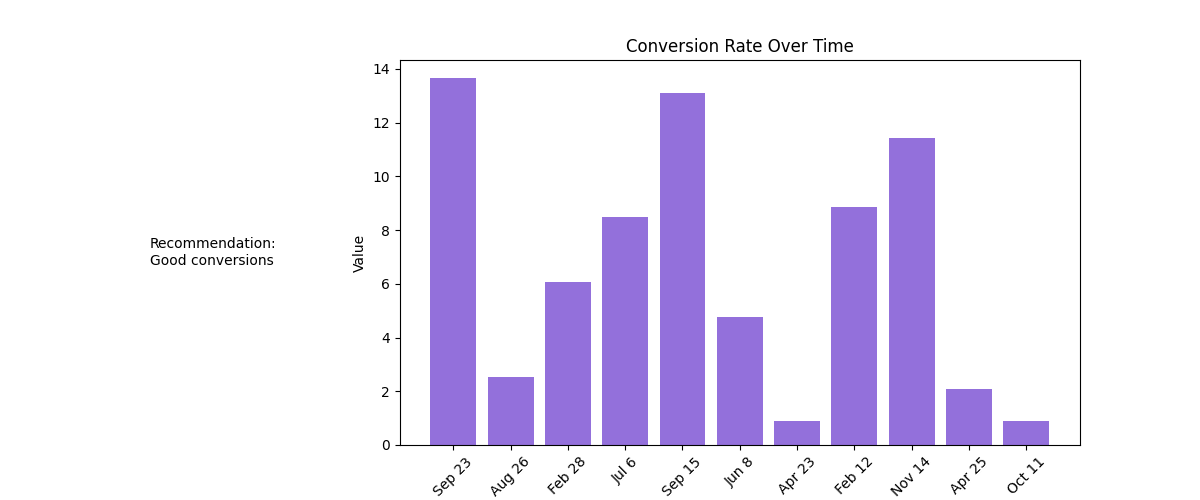 Conversion Rate Over Time
14
12
10
8
6
4
2
0
Value
Recommendation:
Good conversions
Sep 23
Aug 26
Feb 28
Jul 6
Sep 15
Jun 8
Apr 23
Feb 12
Nov 14
Apr 25
Oct 11